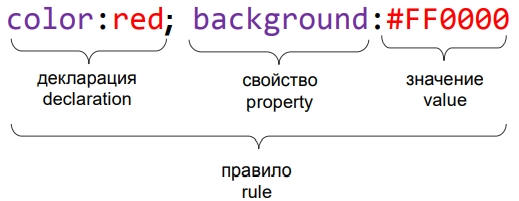 color:red; background:#FF0000
декларация
declaration
свойство
property
значение
value
правило
rule